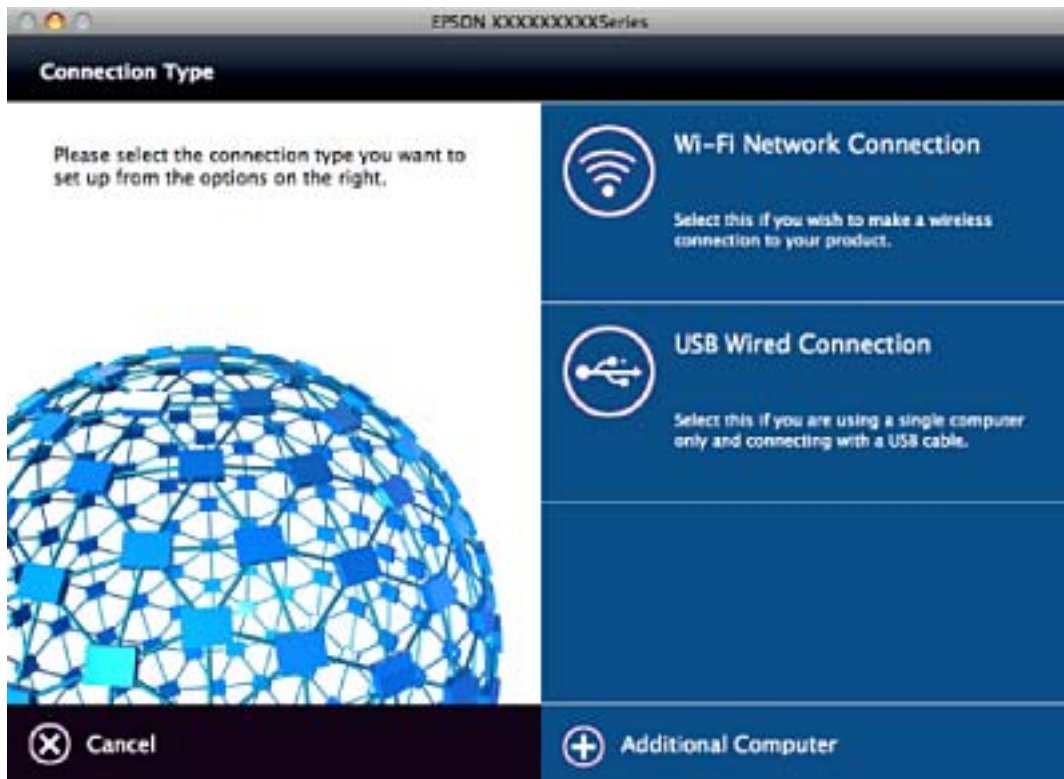 EPSON XXXXXXXXXSeries
Connection Type
Please select the connection type you want to
set up from the options on the right.
Wi-Fi Network Connection
Select this if you wish to make a wireless
connection to your product.
USB Wired Connection
Select this if you are using a single computer
only and connecting with a USB cable.
Cancel
Additional Computer